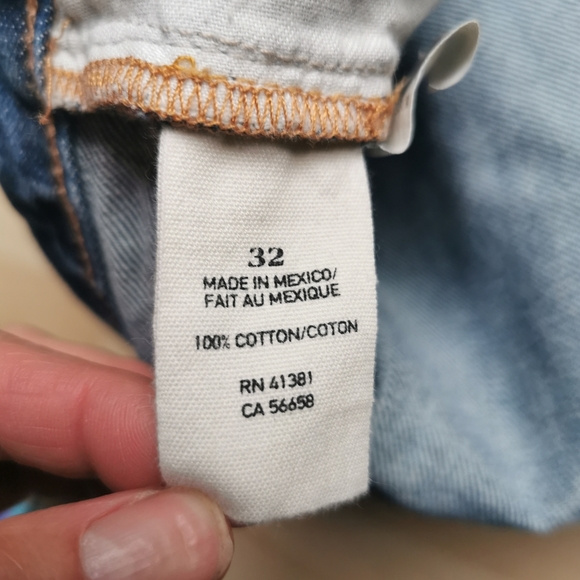 32
MADE IN MEXICO/
FAIT AU MEXIQUE
100% COTTON/COTON
RN 41381
CA 56658